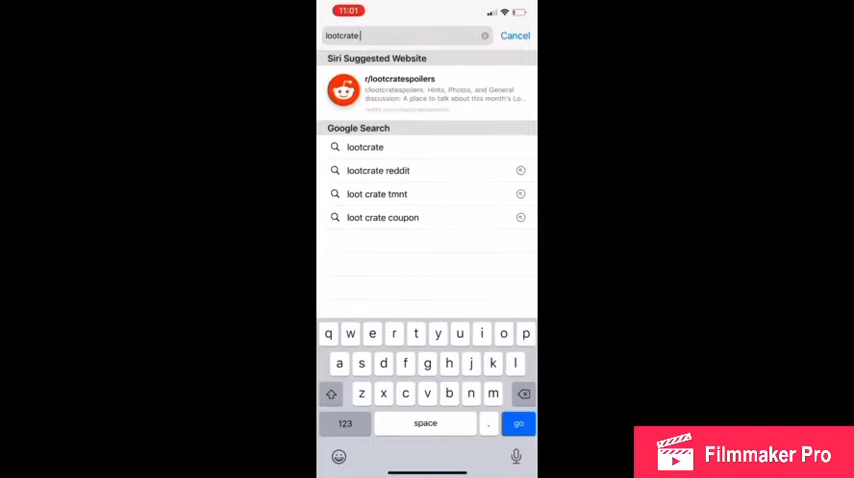 11:01
lootcrate
Cancel
Siri Suggested Website
r/lootcratespoilers
r/lootcratespoilers. Hints, Photos, and General
discussion: A place to talk about this month's Lo...
Google Search
lootcrate
lootcrate reddit
loot crate tmnt
loot crate coupon
q w e r t y u i o p
a s d f g h j k l
z x c v b n m
123 space . go
Filmmaker Pro